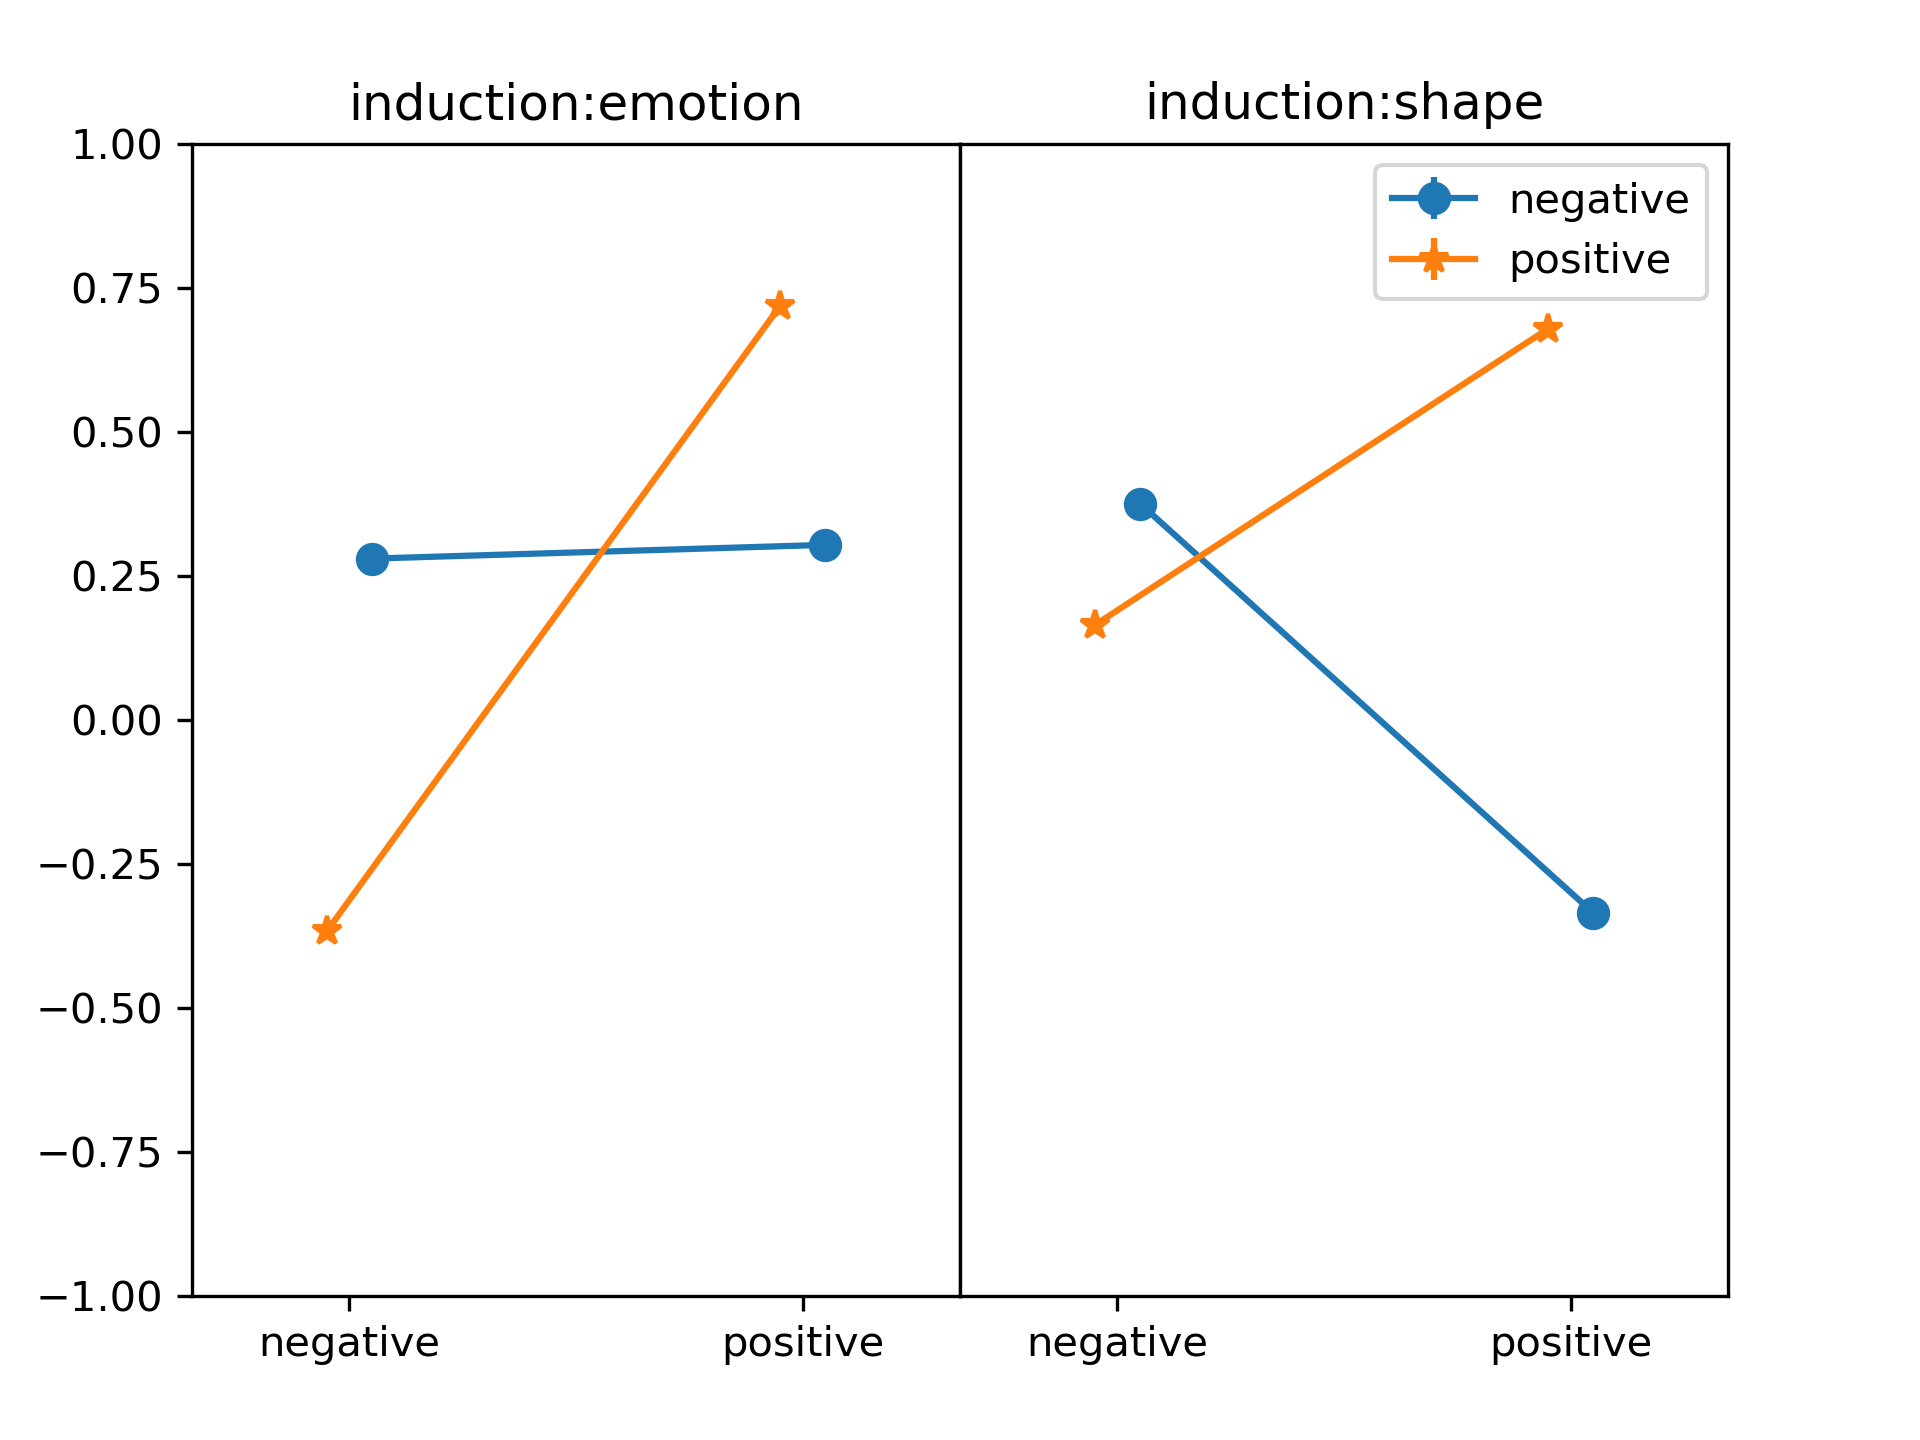 induction:emotion
induction:shape
1.00
0.75
0.50
0.25
0.00
−0.25
−0.50
−0.75
−1.00
negative
positive
negative
positive
negative
positive